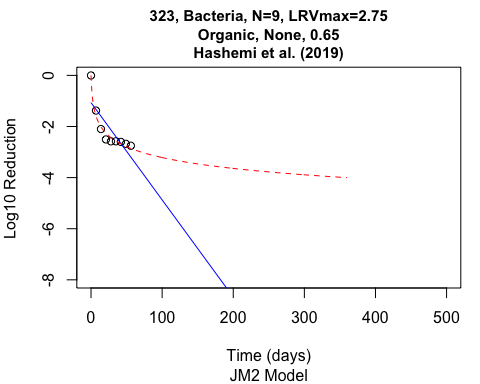 323, Bacteria, N=9, LRVmax=2.75
Organic, None, 0.65
Hashemi et al. (2019)
Log10 Reduction
0
-2
-4
-6
-8
0 100 200 300 400 500
Time (days)
JM2 Model